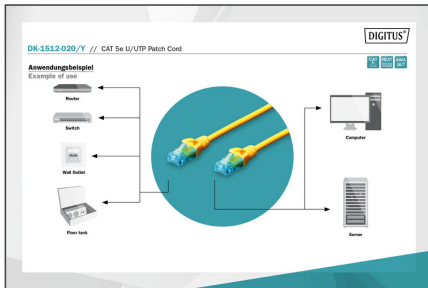 DIGITUS®
DK-1512-020/Y // CAT 5e U/UTP Patch Cord
Anwendungsbeispiel
Example of use
Router
Switch
Wall Outlet
Floor tank
Computer
Server